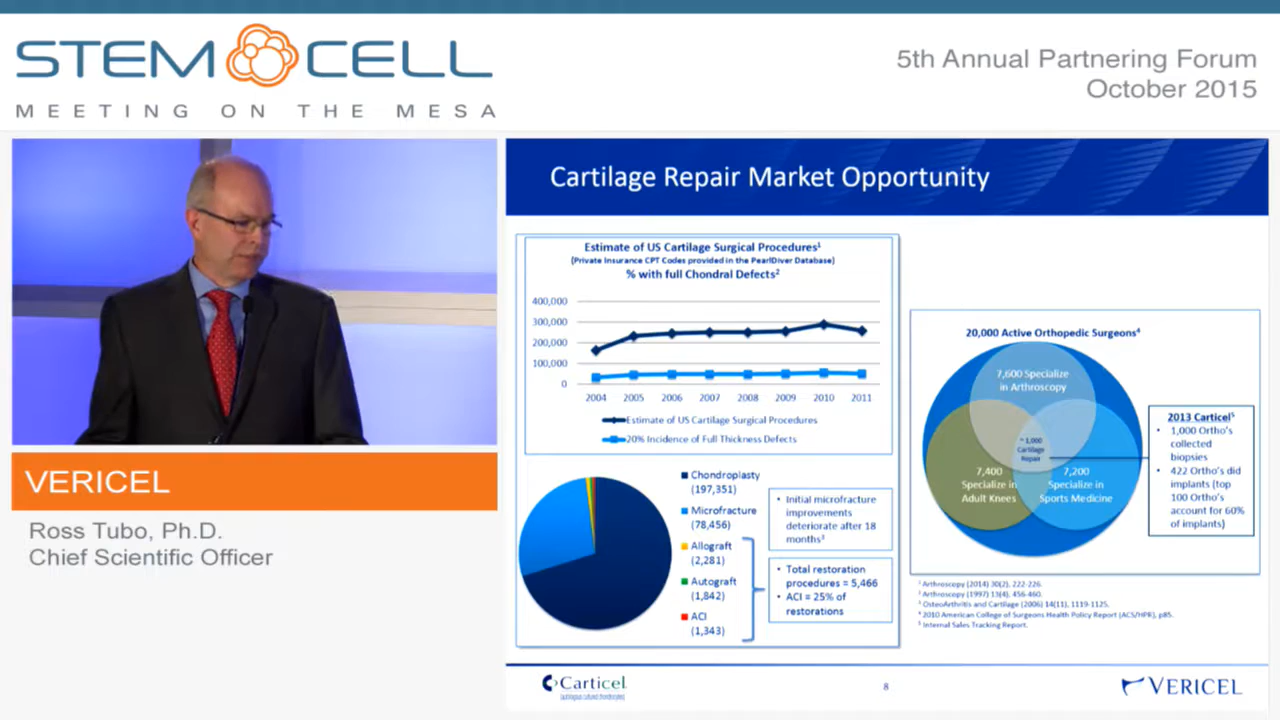 STEM CELL
MEETING ON THE MESA
5th Annual Partnering Forum
October 2015
VERICEL
Ross Tubo, Ph.D.
Chief Scientific Officer
Cartilage Repair Market Opportunity
Estimate of US Cartilage Surgical Procedures¹
(Private Insurance CPT Codes provided in the PearlDiver Database)
% with full Chondral Defects²
400,000
300,000
200,000
100,000
0
2004 2005 2006 2007 2008 2009 2010 2011
Estimate of US Cartilage Surgical Procedures
20% Incidence of Full Thickness Defects
Chondroplasty
(197,351)
Microfracture
(78,456)
Allograft
(2,281)
Autograft
(1,842)
ACI
(1,343)
• Initial microfracture
improvements
deteriorate after 18
months³
• Total restoration
procedures = 5,466
• ACI = 25% of
restorations
20,000 Active Orthopedic Surgeons⁴
7,600 Specialize
in Arthroscopy
~ 1,000
Cartilage
Repair
7,400
Specialize in
Adult Knees
7,200
Specialize in
Sports Medicine
2013 Carticel⁵
• 1,000 Ortho's
collected
biopsies
• 422 Ortho's did
implants (top
100 Ortho's
account for 60%
of implants)
¹ Arthroscopy (2014) 30(2), 222-226.
² Arthroscopy (1997) 13(4), 456-460.
³ OsteoArthritis and Cartilage (2006) 14(11), 1119-1125.
⁴ 2010 American College of Surgeons Health Policy Report (ACS/HPRI), p85.
⁵ Internal Sales Tracking Report.
Carticel
(autologous cultured chondrocytes)
8
VERICEL